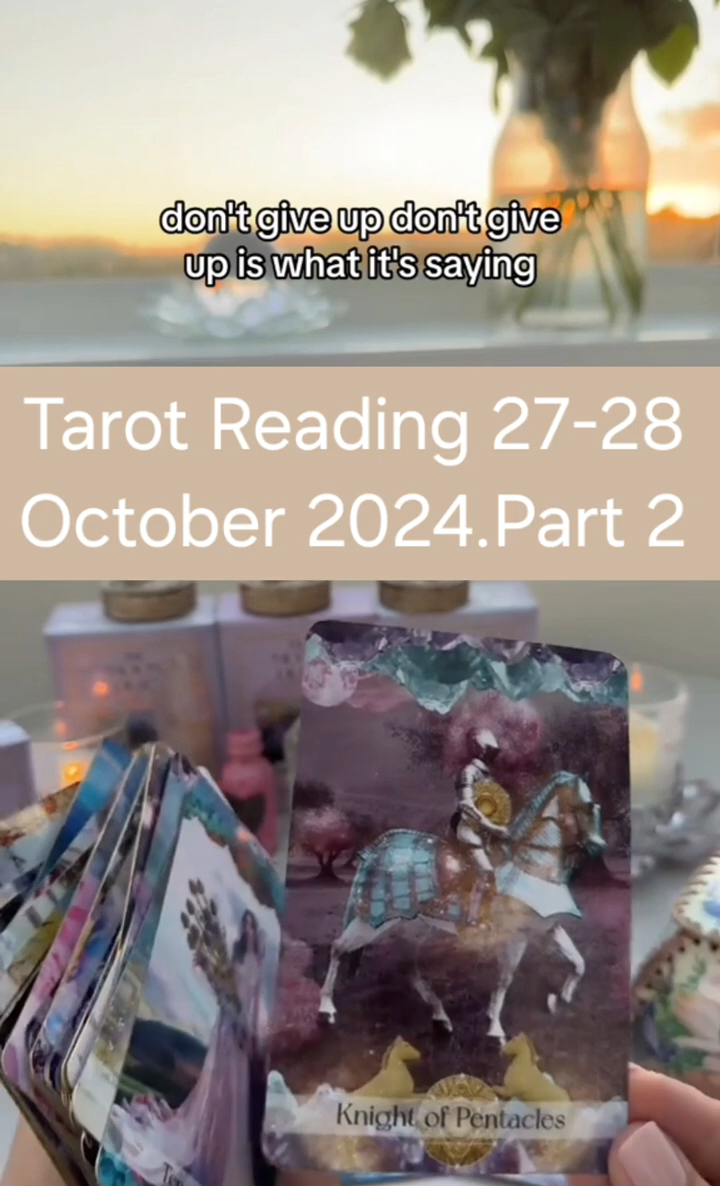 don't give up don't give
up is what it's saying
Tarot Reading 27-28
October 2024.Part 2
Knight of Pentacles